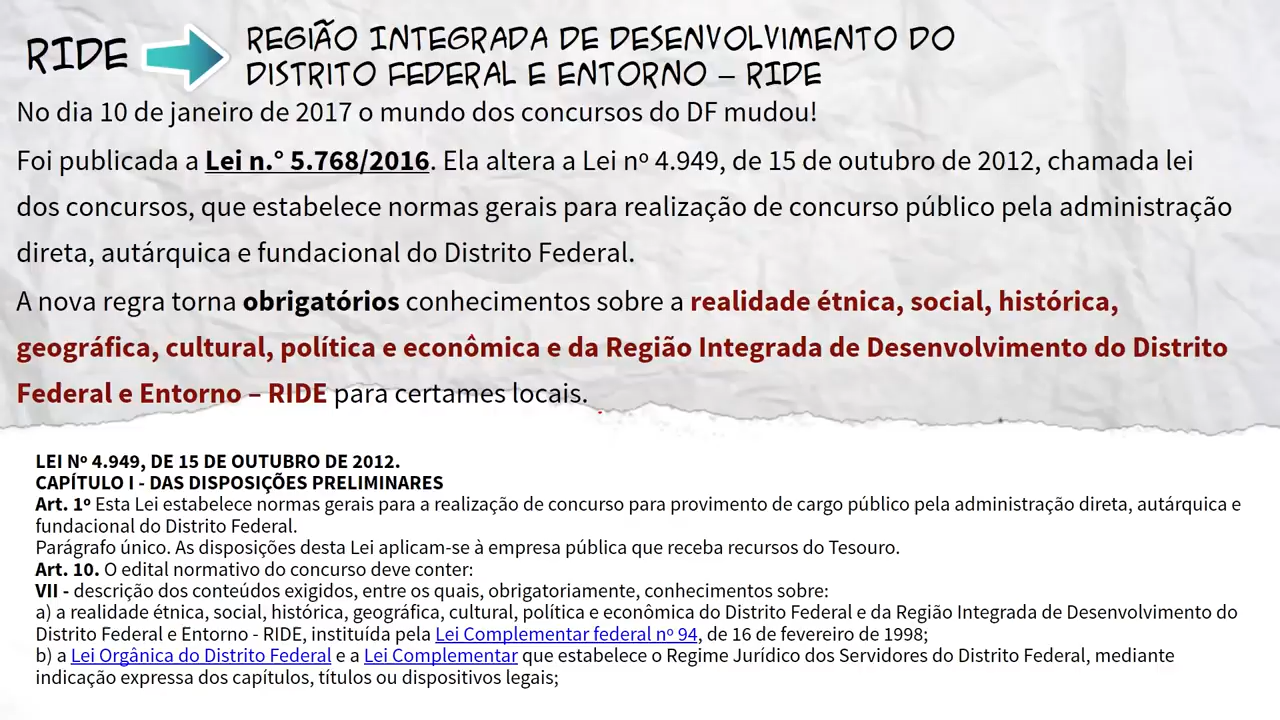 RIDE
REGIÃO INTEGRADA DE DESENVOLVIMENTO DO
DISTRITO FEDERAL E ENTORNO – RIDE
No dia 10 de janeiro de 2017 o mundo dos concursos do DF mudou!
Foi publicada a Lei n.° 5.768/2016. Ela altera a Lei nº 4.949, de 15 de outubro de 2012, chamada lei
dos concursos, que estabelece normas gerais para realização de concurso público pela administração
direta, autárquica e fundacional do Distrito Federal.
A nova regra torna obrigatórios conhecimentos sobre a realidade étnica, social, histórica,
geográfica, cultural, política e econômica e da Região Integrada de Desenvolvimento do Distrito
Federal e Entorno – RIDE para certames locais.
LEI Nº 4.949, DE 15 DE OUTUBRO DE 2012.
CAPÍTULO I - DAS DISPOSIÇÕES PRELIMINARES
Art. 1º Esta Lei estabelece normas gerais para a realização de concurso para provimento de cargo público pela administração direta, autárquica e
fundacional do Distrito Federal.
Parágrafo único. As disposições desta Lei aplicam-se à empresa pública que receba recursos do Tesouro.
Art. 10. O edital normativo do concurso deve conter:
VII - descrição dos conteúdos exigidos, entre os quais, obrigatoriamente, conhecimentos sobre:
a) a realidade étnica, social, histórica, geográfica, cultural, política e econômica do Distrito Federal e da Região Integrada de Desenvolvimento do
Distrito Federal e Entorno - RIDE, instituída pela Lei Complementar federal nº 94, de 16 de fevereiro de 1998;
b) a Lei Orgânica do Distrito Federal e a Lei Complementar que estabelece o Regime Jurídico dos Servidores do Distrito Federal, mediante
indicação expressa dos capítulos, títulos ou dispositivos legais;